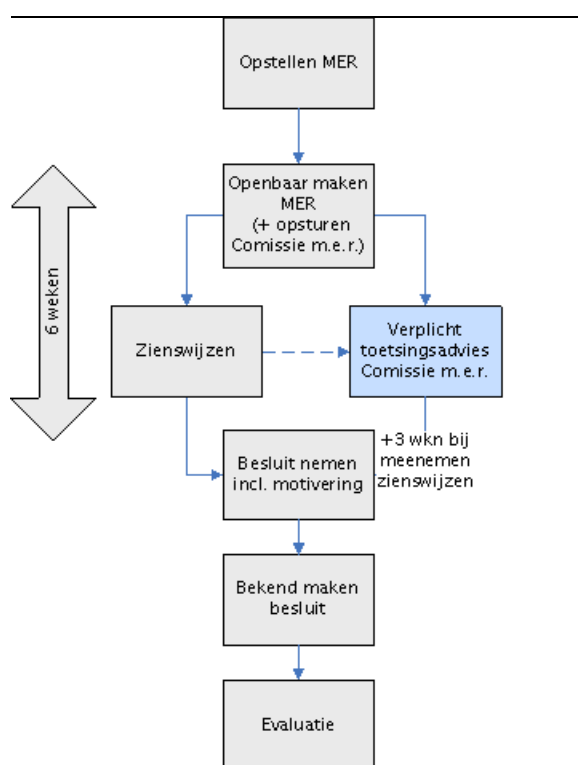 Opstellen MER
Openbaar maken
MER
(+ opsturen
Comissie m.e.r.)
6 weken
Zienswijzen
Verplicht
toetsingsadvies
Comissie m.e.r.
+3 wkn bij
meenemen
zienswijzen
Besluit nemen
incl. motivering
Bekend maken
besluit
Evaluatie